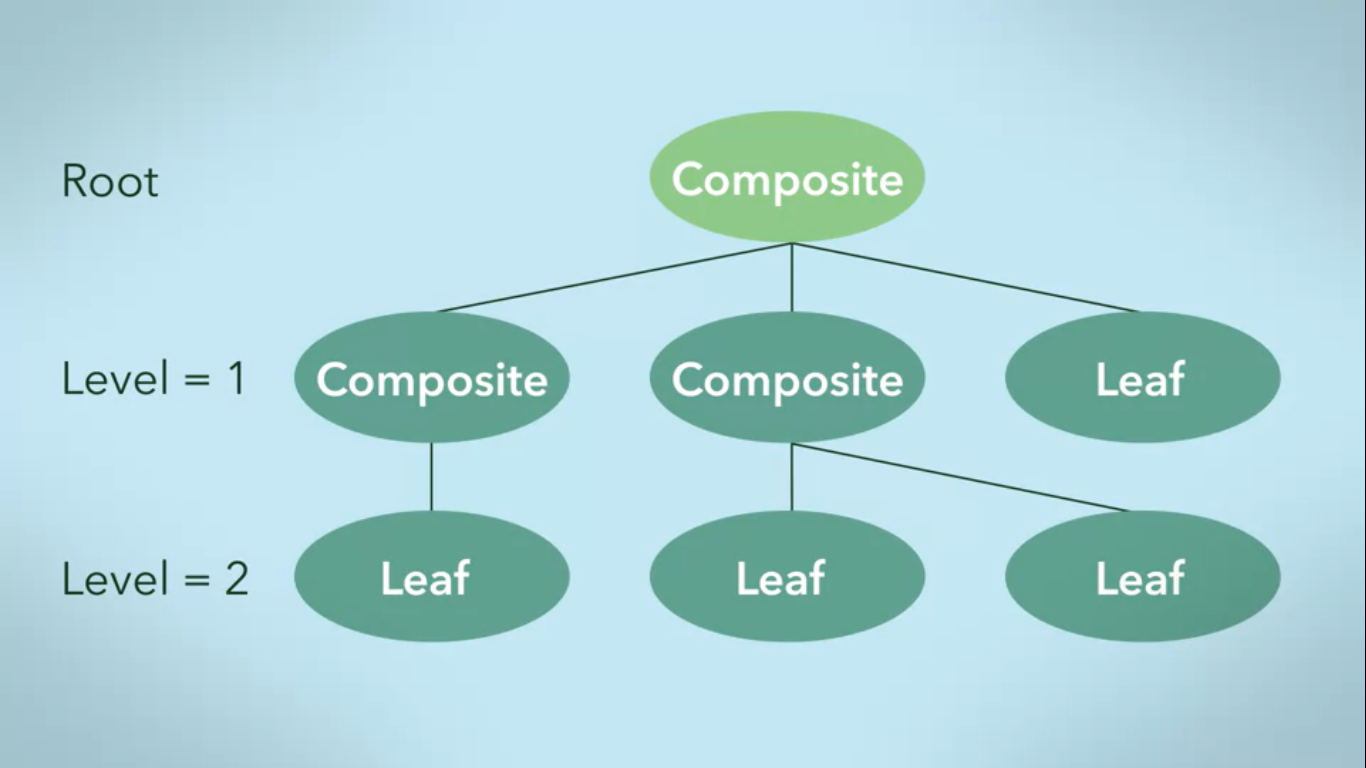 Root
Composite
Level = 1
Composite
Composite
Leaf
Level = 2
Leaf
Leaf
Leaf